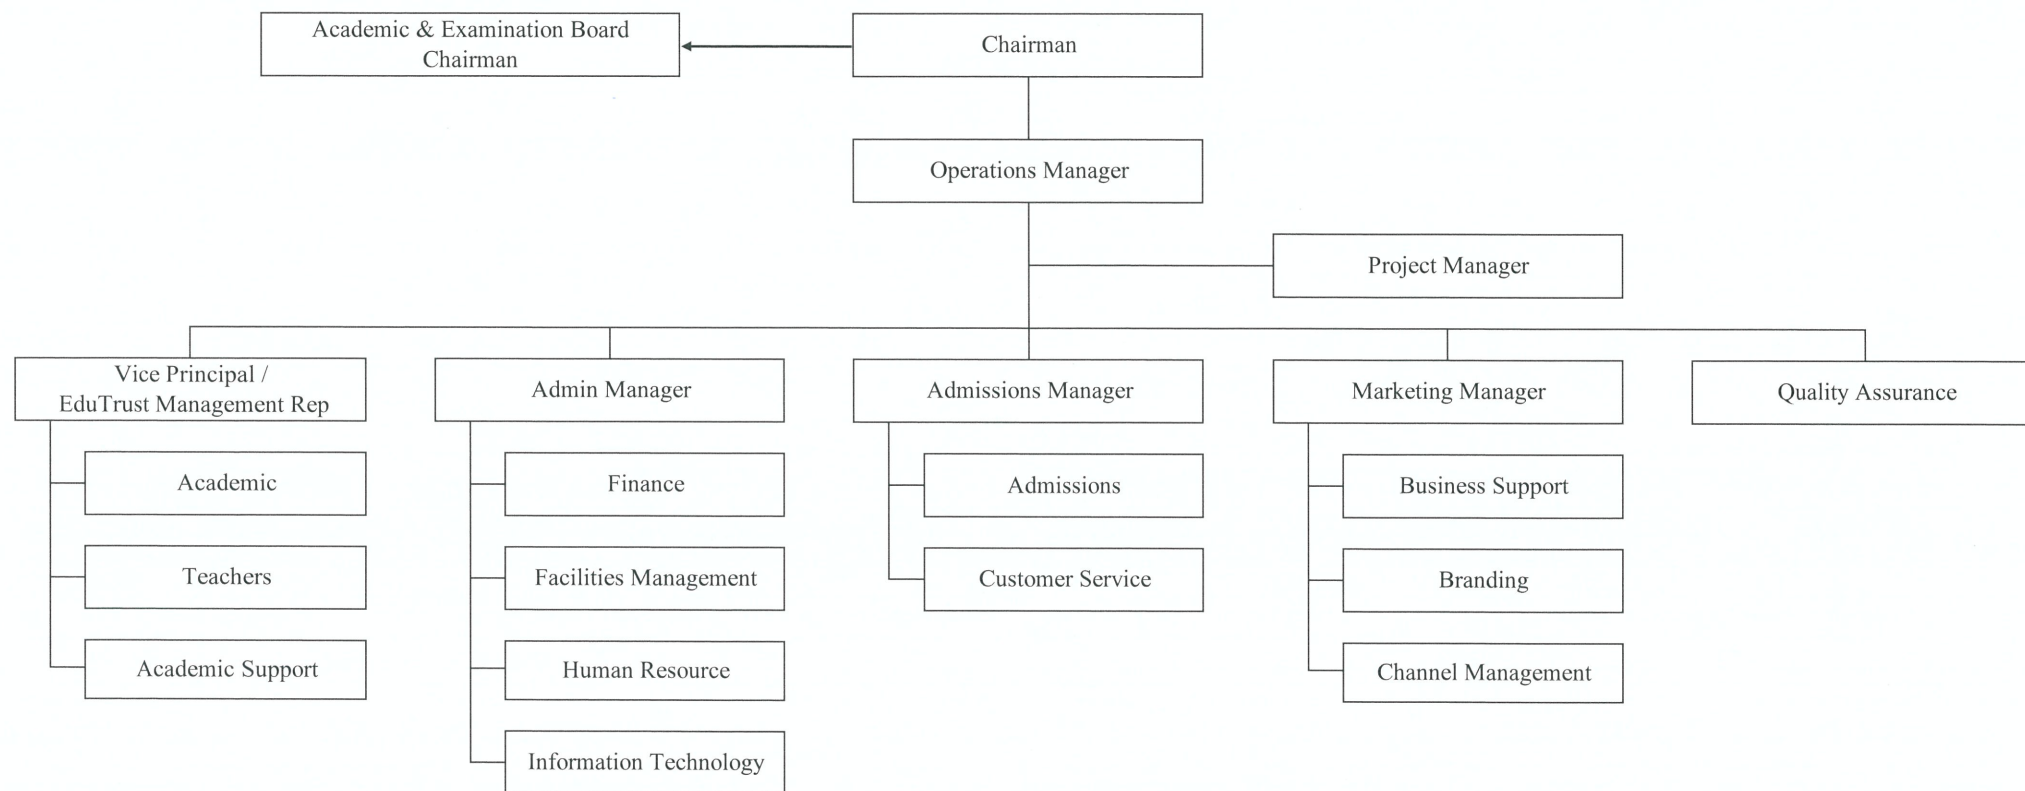 Academic & Examination Board
Chairman
Chairman
Operations Manager
Project Manager
Vice Principal /
EduTrust Management Rep
Admin Manager
Admissions Manager
Marketing Manager
Quality Assurance
Academic
Finance
Admissions
Business Support
Teachers
Facilities Management
Customer Service
Branding
Academic Support
Human Resource
Channel Management
Information Technology